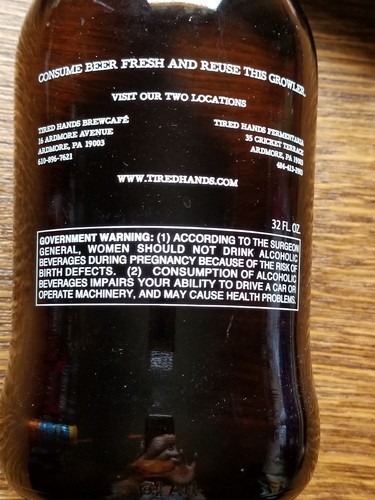 CONSUME BEER FRESH AND REUSE THIS GROWLER.
VISIT OUR TWO LOCATIONS
TIRED HANDS BREWCAFÉ
16 ARDMORE AVENUE
ARDMORE, PA 19003
610-896-7621
TIRED HANDS FERMENTARIA
35 CRICKET TERRACE
ARDMORE, PA 19003
WWW.TIREDHANDS.COM
32 FL. OZ.
GOVERNMENT WARNING: (1) ACCORDING TO THE SURGEON
GENERAL, WOMEN SHOULD NOT DRINK ALCOHOLIC
BEVERAGES DURING PREGNANCY BECAUSE OF THE RISK OF
BIRTH DEFECTS. (2) CONSUMPTION OF ALCOHOLIC
BEVERAGES IMPAIRS YOUR ABILITY TO DRIVE A CAR OR
OPERATE MACHINERY, AND MAY CAUSE HEALTH PROBLEMS.